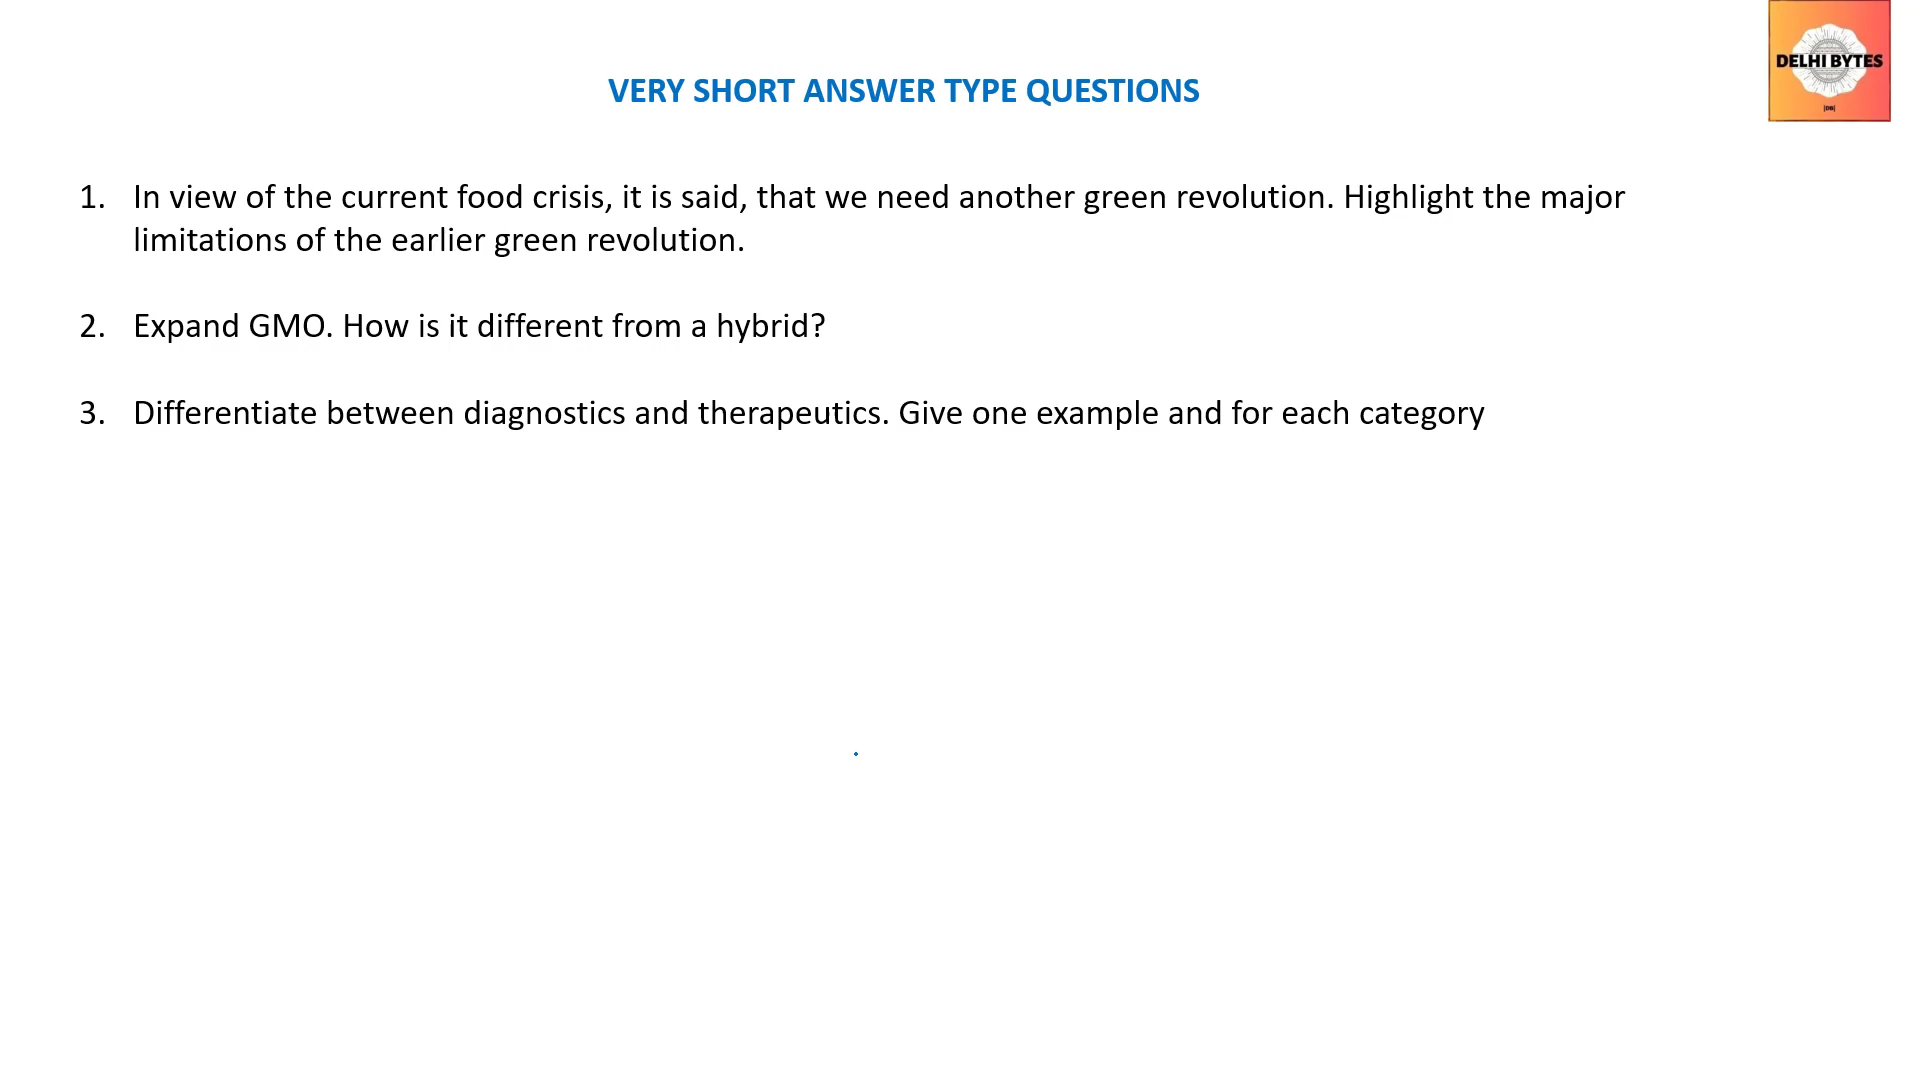 DELHI BYTES
|DB|
VERY SHORT ANSWER TYPE QUESTIONS
1. In view of the current food crisis, it is said, that we need another green revolution. Highlight the major
limitations of the earlier green revolution.
2. Expand GMO. How is it different from a hybrid?
3. Differentiate between diagnostics and therapeutics. Give one example and for each category